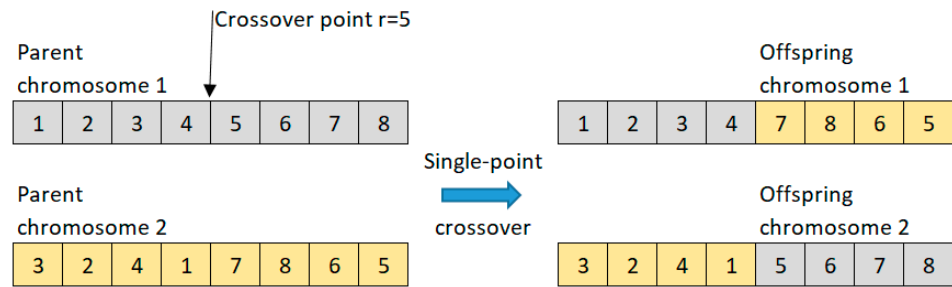 Crossover point r=5
Parent
chromosome 1
1 2 3 4 5 6 7 8
Offspring
chromosome 1
1 2 3 4 7 8 6 5
Single-point
crossover
Parent
chromosome 2
3 2 4 1 7 8 6 5
Offspring
chromosome 2
3 2 4 1 5 6 7 8